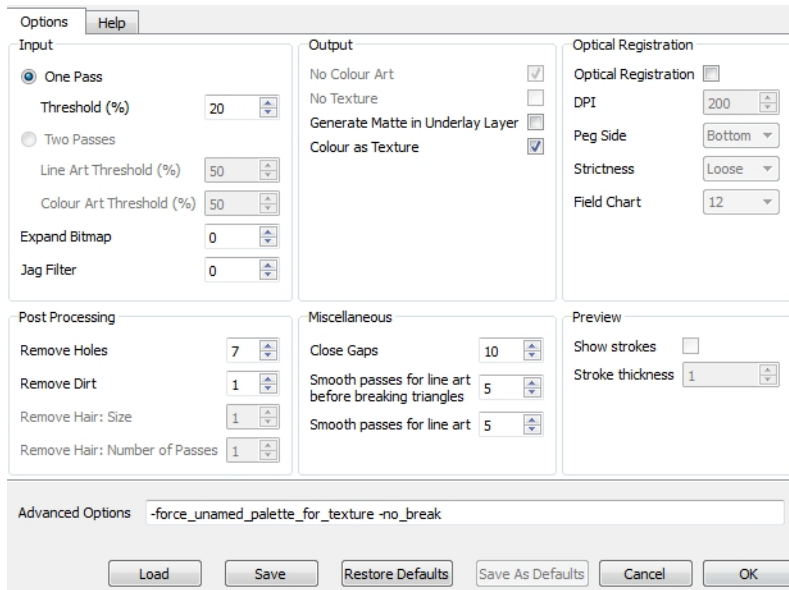 Options Help
Input
One Pass
Threshold (%) 20
Two Passes
Line Art Threshold (%) 50
Colour Art Threshold (%) 50
Expand Bitmap 0
Jag Filter 0
Output
No Colour Art
No Texture
Generate Matte in Underlay Layer
Colour as Texture
Optical Registration
Optical Registration
DPI 200
Peg Side Bottom
Strictness Loose
Field Chart 12
Post Processing
Remove Holes 7
Remove Dirt 1
Remove Hair: Size 1
Remove Hair: Number of Passes 1
Miscellaneous
Close Gaps 10
Smooth passes for line art
before breaking triangles 5
Smooth passes for line art 5
Preview
Show strokes
Stroke thickness 1
Advanced Options -force_unamed_palette_for_texture -no_break
Load Save Restore Defaults Save As Defaults Cancel OK